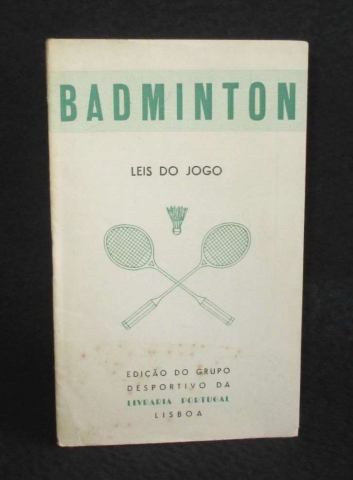 BADMINTON
LEIS DO JOGO
EDIÇÃO DO GRUPO
DESPORTIVO DA
LIVRARIA PORTUGAL
LISBOA